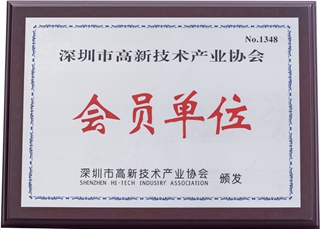 No.1348
深圳市高新技术产业协会
会员单位
深圳市高新技术产业协会 颁发
SHENZHEN HI-TECH INDUSTRY ASSOCIATION